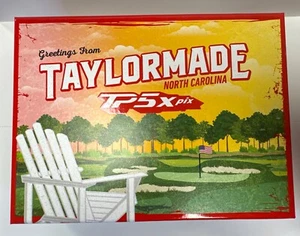 Greetings From
TAYLORMADE
NORTH CAROLINA
TP5x pix